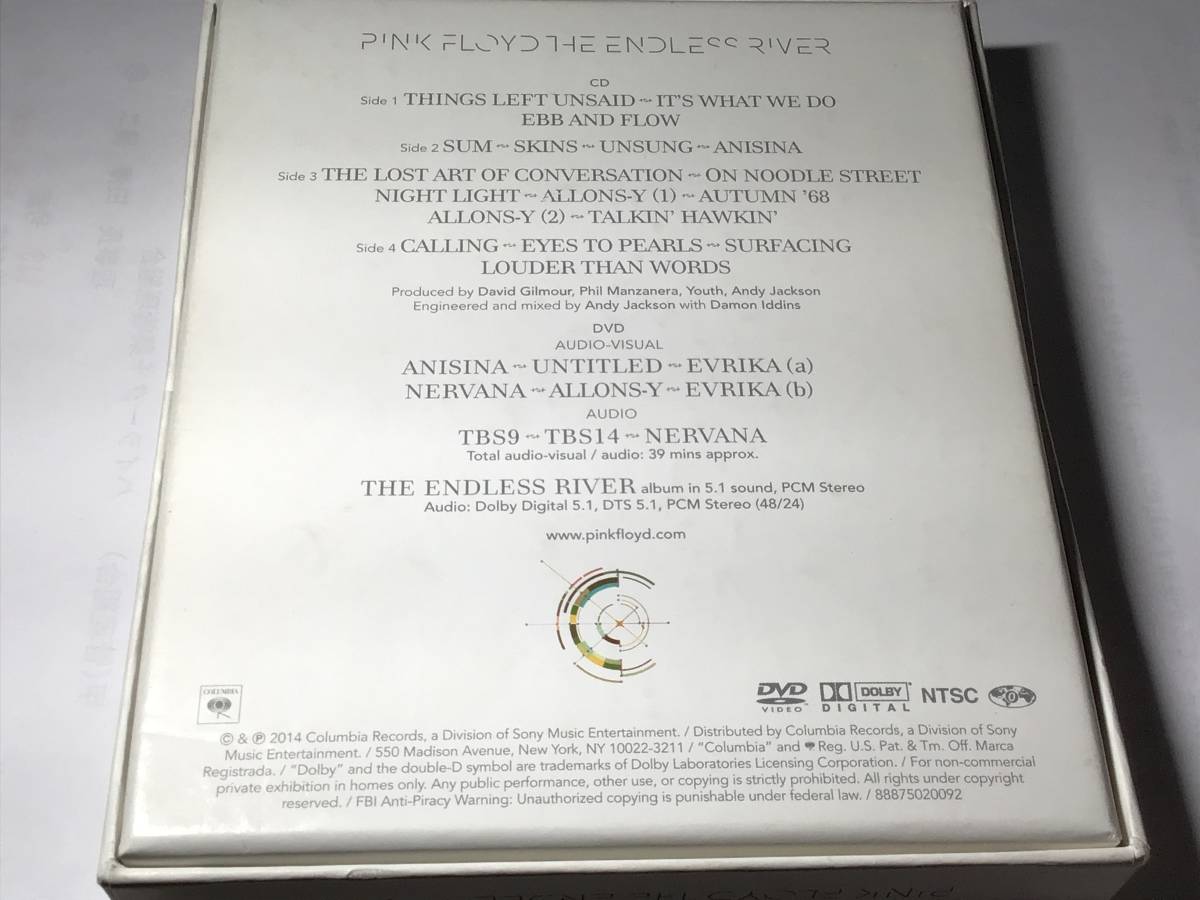 PINK FLOYD THE ENDLESS RIVER
CD
Side 1 THINGS LEFT UNSAID ~ IT'S WHAT WE DO
EBB AND FLOW
Side 2 SUM ~ SKINS ~ UNSUNG ~ ANISINA
Side 3 THE LOST ART OF CONVERSATION ~ ON NOODLE STREET
NIGHT LIGHT ~ ALLONS-Y (1) ~ AUTUMN '68
ALLONS-Y (2) ~ TALKIN' HAWKIN'
Side 4 CALLING ~ EYES TO PEARLS ~ SURFACING
LOUDER THAN WORDS
Produced by David Gilmour, Phil Manzanera, Youth, Andy Jackson
Engineered and mixed by Andy Jackson with Damon Iddins
DVD
AUDIO-VISUAL
ANISINA ~ UNTITLED ~ EVRIKA (a)
NERVANA ~ ALLONS-Y ~ EVRIKA (b)
AUDIO
TBS9 ~ TBS14 ~ NERVANA
Total audio-visual / audio: 39 mins approx.
THE ENDLESS RIVER album in 5.1 sound, PCM Stereo
Audio: Dolby Digital 5.1, DTS 5.1, PCM Stereo (48/24)
www.pinkfloyd.com
COLUMBIA
DVD VIDEO DOLBY DIGITAL NTSC 0
© & ℗ 2014 Columbia Records, a Division of Sony Music Entertainment. / Distributed by Columbia Records, a Division of Sony
Music Entertainment. / 550 Madison Avenue, New York, NY 10022-3211 / "Columbia" and Reg. U.S. Pat. & Tm. Off. Marca
Registrada. / "Dolby" and the double-D symbol are trademarks of Dolby Laboratories Licensing Corporation. / For non-commercial
private exhibition in homes only. Any public performance, other use, or copying is strictly prohibited. All rights under copyright
reserved. / FBI Anti-Piracy Warning: Unauthorized copying is punishable under federal law. / 88875020092